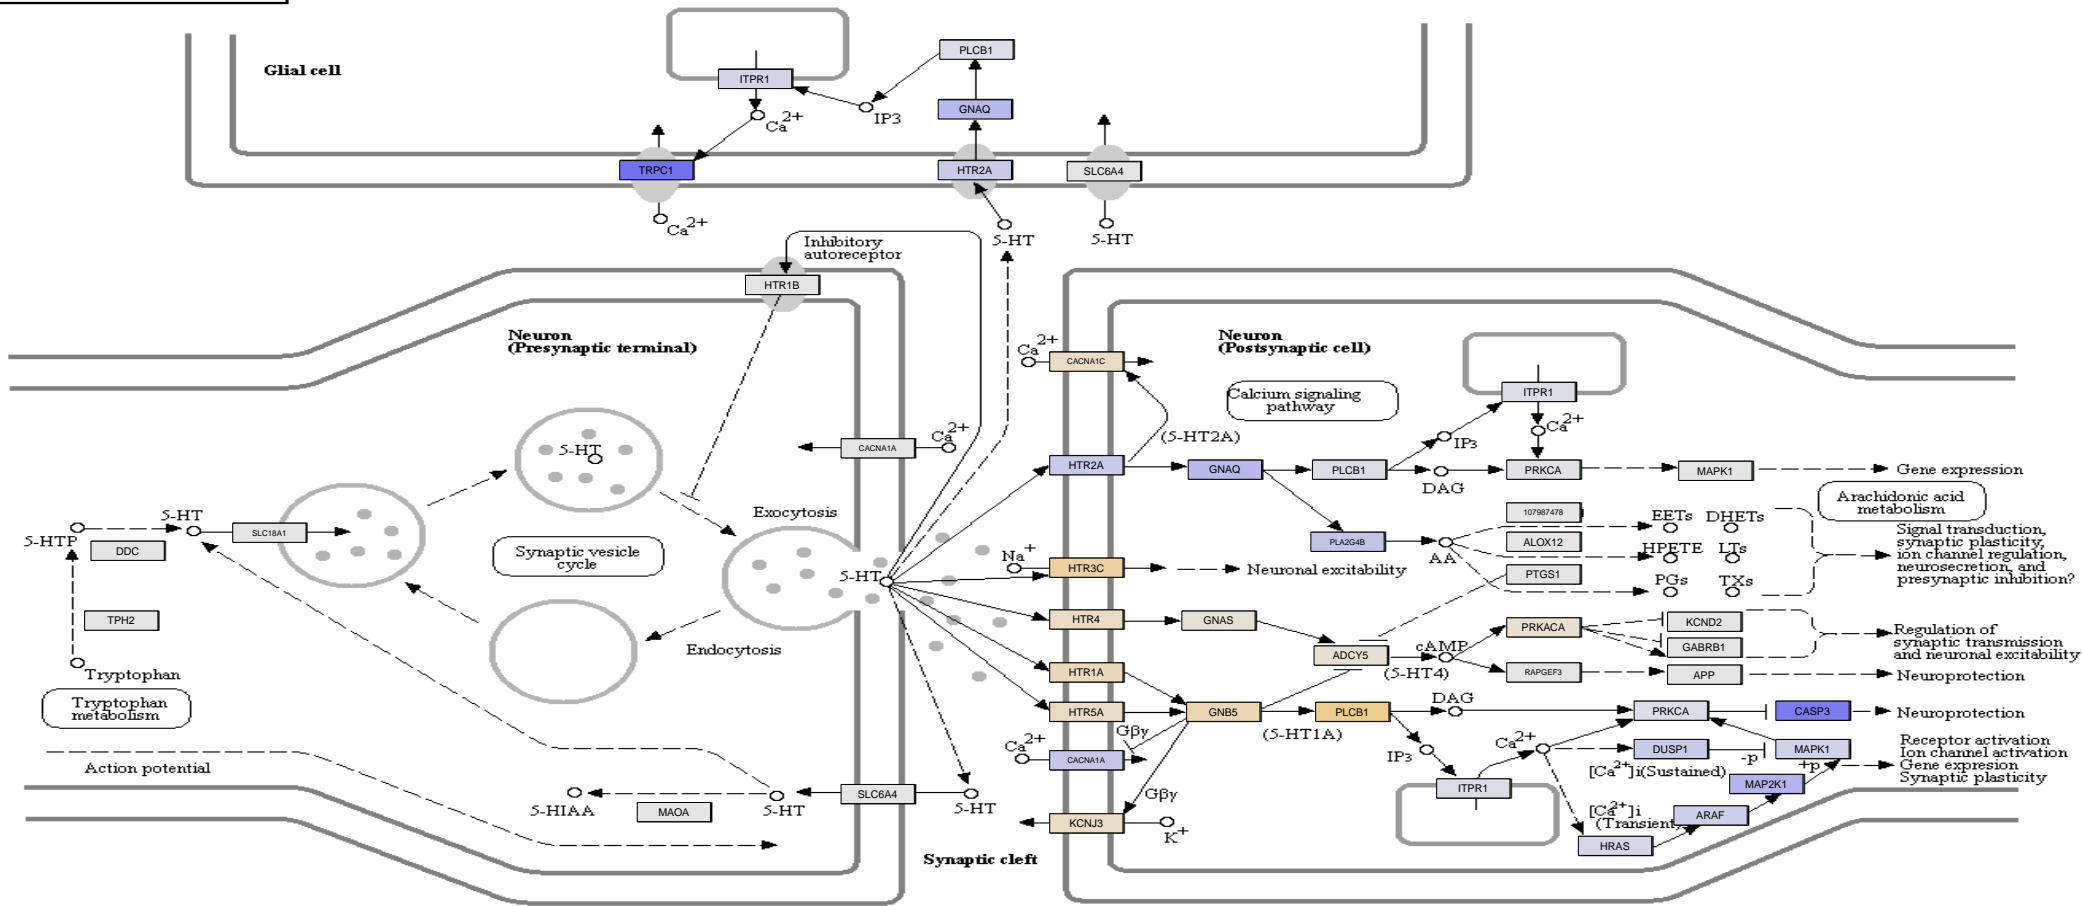 Glial cell
ITPR1
PLCB1
Ca2+
IP3
GNAQ
TRPC1
HTR2A
SLC6A4
Ca2+
5-HT
5-HT
Inhibitory
autoreceptor
HTR1B
Neuron
(Presynaptic terminal)
5-HT
CACNA1A
Ca2+
5-HT
5-HTP
DDC
SLC18A1
Synaptic vesicle
cycle
Exocytosis
5-HT
TPH2
Endocytosis
Tryptophan
Tryptophan
metabolism
Action potential
5-HIAA
MAOA
5-HT
SLC6A4
5-HT
Synaptic cleft
Neuron
(Postsynaptic cell)
Ca2+
CACNA1C
Calcium signaling
pathway
ITPR1
Ca2+
(5-HT2A)
IP3
HTR2A
GNAQ
PLCB1
DAG
PRKCA
MAPK1
Gene expression
Arachidonic acid
metabolism
107987478
EETs
DHETs
PLA2G4B
AA
ALOX12
HPETE
LTs
PTGS1
PGs
TXs
Signal transduction,
synaptic plasticity,
ion channel regulation,
neurosecretion, and
presynaptic inhibition?
Na+
HTR3C
Neuronal excitability
HTR4
GNAS
ADCY5
cAMP
(5-HT4)
PRKACA
KCND2
GABRB1
Regulation of
synaptic transmission
and neuronal excitability
RAPGEF3
APP
Neuroprotection
HTR1A
HTR5A
GNB5
PLCB1
(5-HT1A)
DAG
PRKCA
CASP3
Neuroprotection
Gβγ
Ca2+
CACNA1A
IP3
Ca2+
DUSP1
-p
MAPK1
+p
Receptor activation
Ion channel activation
Gene expresion
Synaptic plasticity
[Ca2+]i(Sustained)
ITPR1
MAP2K1
Gβγ
KCNJ3
K+
[Ca2+]i
(Transient)
ARAF
HRAS